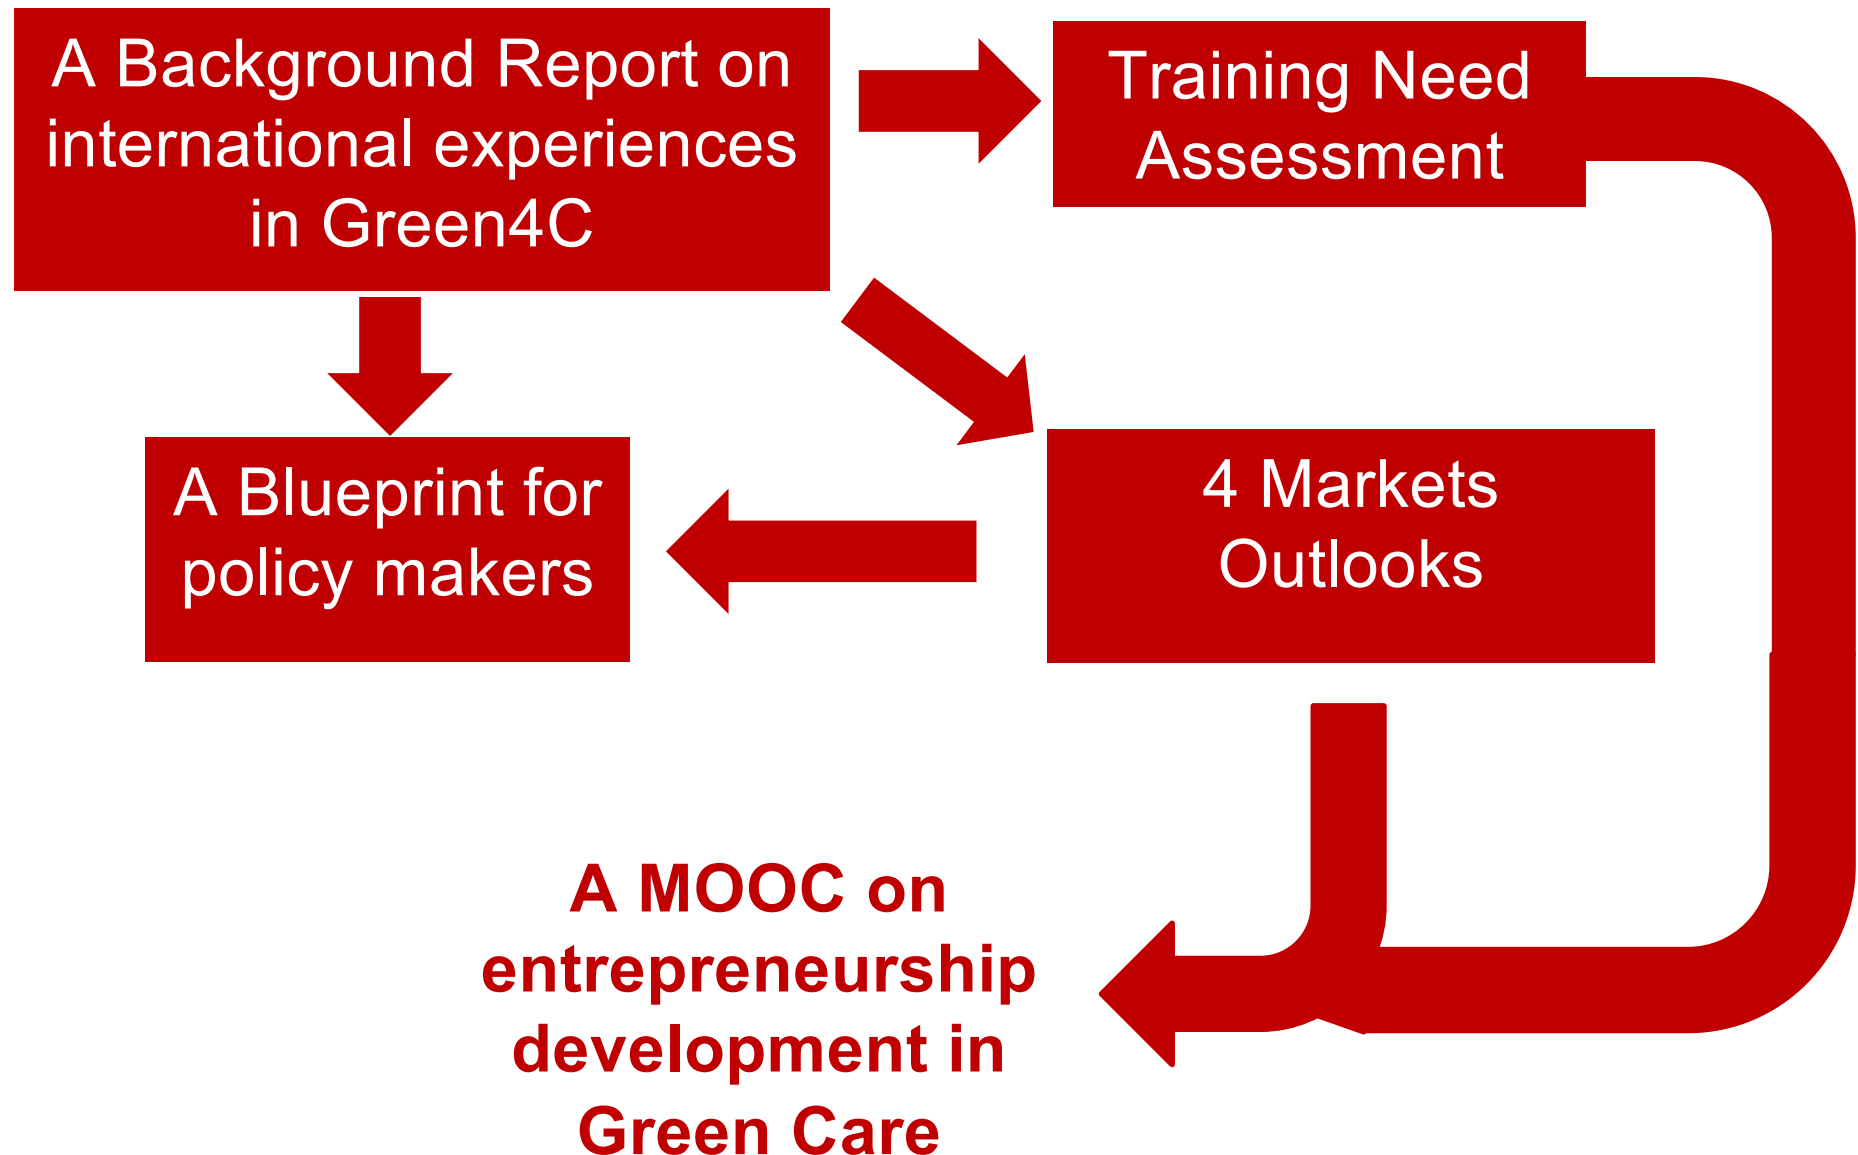 A Background Report on
international experiences
in Green4C
Training Need
Assessment
A Blueprint for
policy makers
4 Markets
Outlooks
A MOOC on
entrepreneurship
development in
Green Care